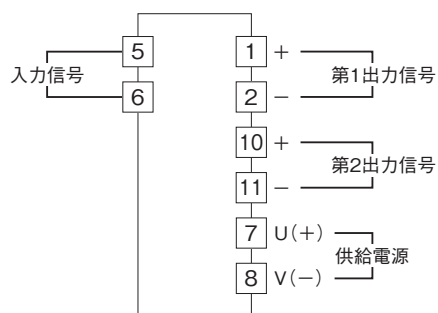 5
6
入力信号
1 +
2 −
第1出力信号
10 +
11 −
第2出力信号
7 U(+)
8 V(−)
供給電源